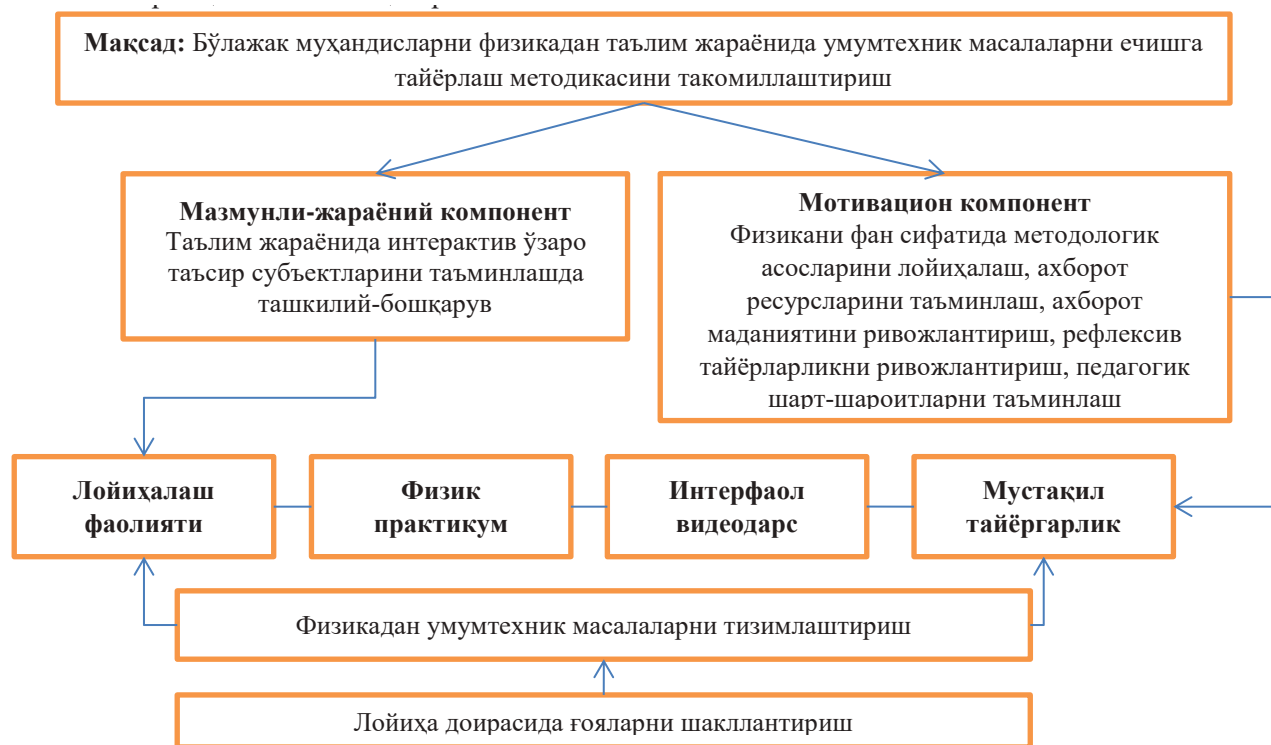 Мақсад: Бўлажак муҳандисларни физикадан таълим жараёнида умумтехник масалаларни ечишга
тайёрлаш методикасини такомиллаштириш
Мазмунли-жараёний компонент
Таълим жараёнида интерактив ўзаро
таъсир субъектларини таъминлашда
ташкилий-бошқарув
Мотивацион компонент
Физикани фан сифатида методологик
асосларини лойиҳалаш, ахборот
ресурсларини таъминлаш, ахборот
маданиятини ривожлантириш, рефлексив
тайёрларликни ривожлантириш, педагогик
шарт-шароитларни таъминлаш
Лойиҳалаш
фаолияти
Физик
практикум
Интерфаол
видеодарс
Мустақил
тайёргарлик
Физикадан умумтехник масалаларни тизимлаштириш
Лойиҳа доирасида ғояларни шакллантириш